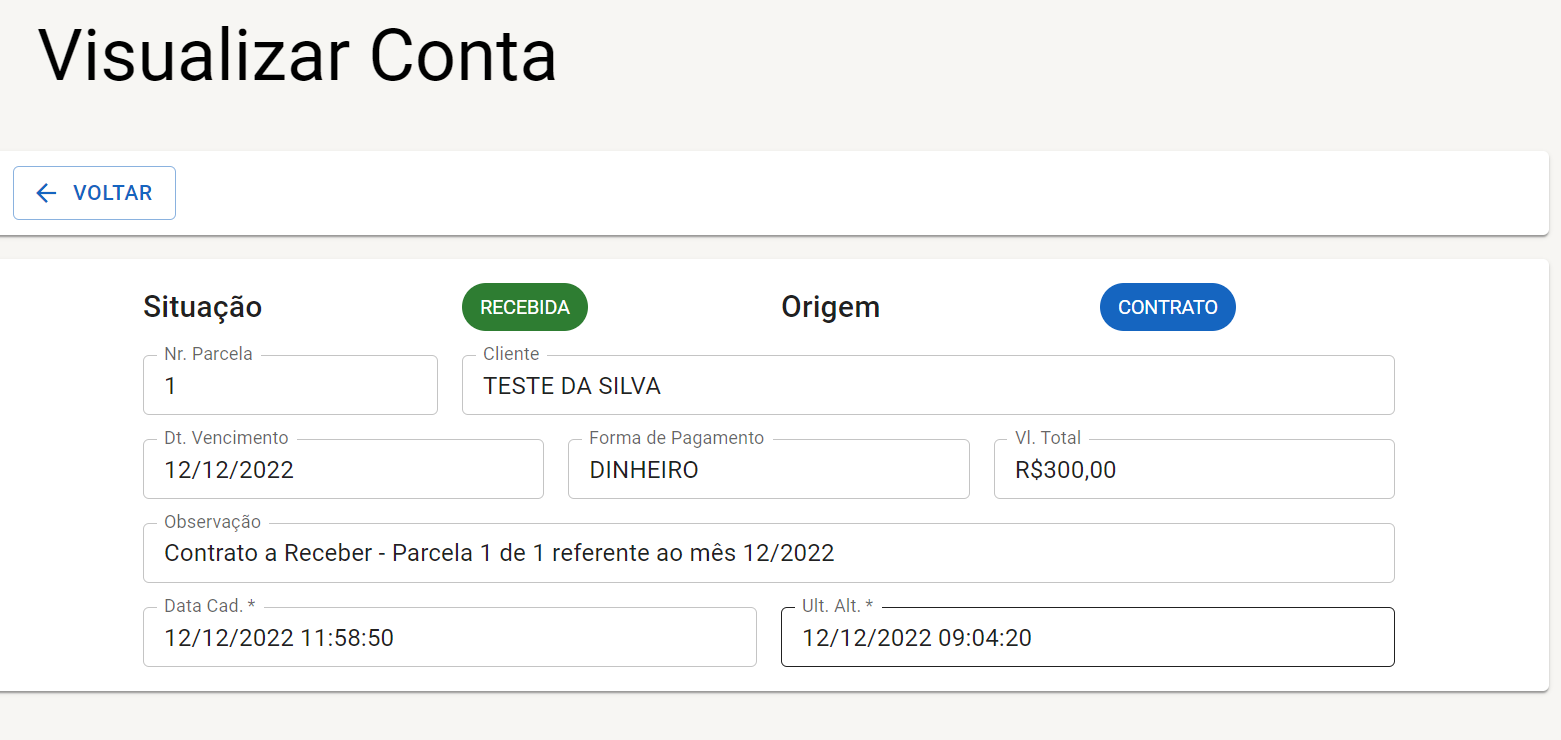 Visualizar Conta
VOLTAR
Situação RECEBIDA Origem CONTRATO
Nr. Parcela Cliente
1 TESTE DA SILVA
Dt. Vencimento Forma de Pagamento Vl. Total
12/12/2022 DINHEIRO R$300,00
Observação
Contrato a Receber - Parcela 1 de 1 referente ao mês 12/2022
Data Cad. * Ult. Alt. *
12/12/2022 11:58:50 12/12/2022 09:04:20